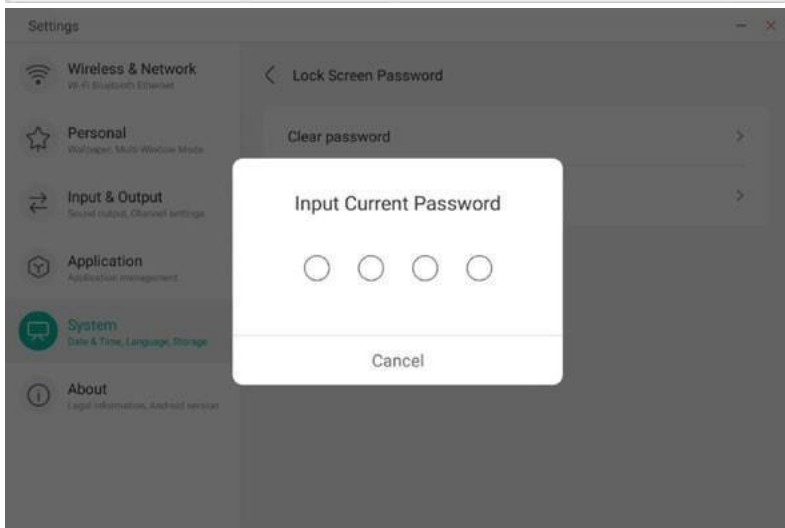 Settings
Wireless & Network
Wi-Fi Bluetooth Ethernet
Personal
Wallpaper, Multi-Window Mode
Input & Output
Sound output, Channel settings
Application
Application management
System
Date & Time, Language, Storage
About
Legal information, Android version
Lock Screen Password
Clear password
Input Current Password
Cancel